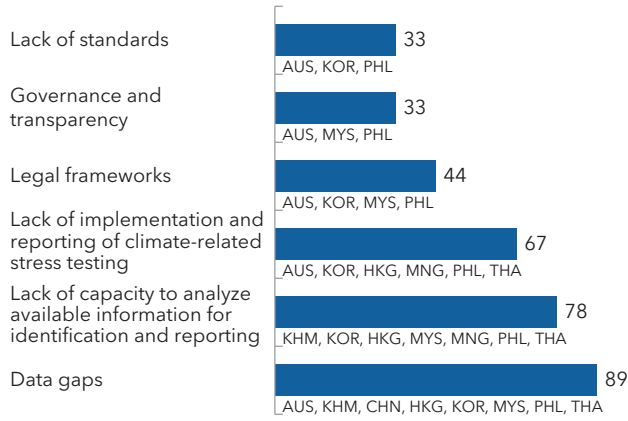 Lack of standards
33
AUS, KOR, PHL
Governance and
transparency
33
AUS, MYS, PHL
Legal frameworks
44
AUS, KOR, MYS, PHL
Lack of implementation and
reporting of climate-related
stress testing
67
AUS, KOR, HKG, MNG, PHL, THA
Lack of capacity to analyze
available information for
identification and reporting
78
KHM, KOR, HKG, MYS, MNG, PHL, THA
Data gaps
89
AUS, KHM, CHN, HKG, KOR, MYS, PHL, THA